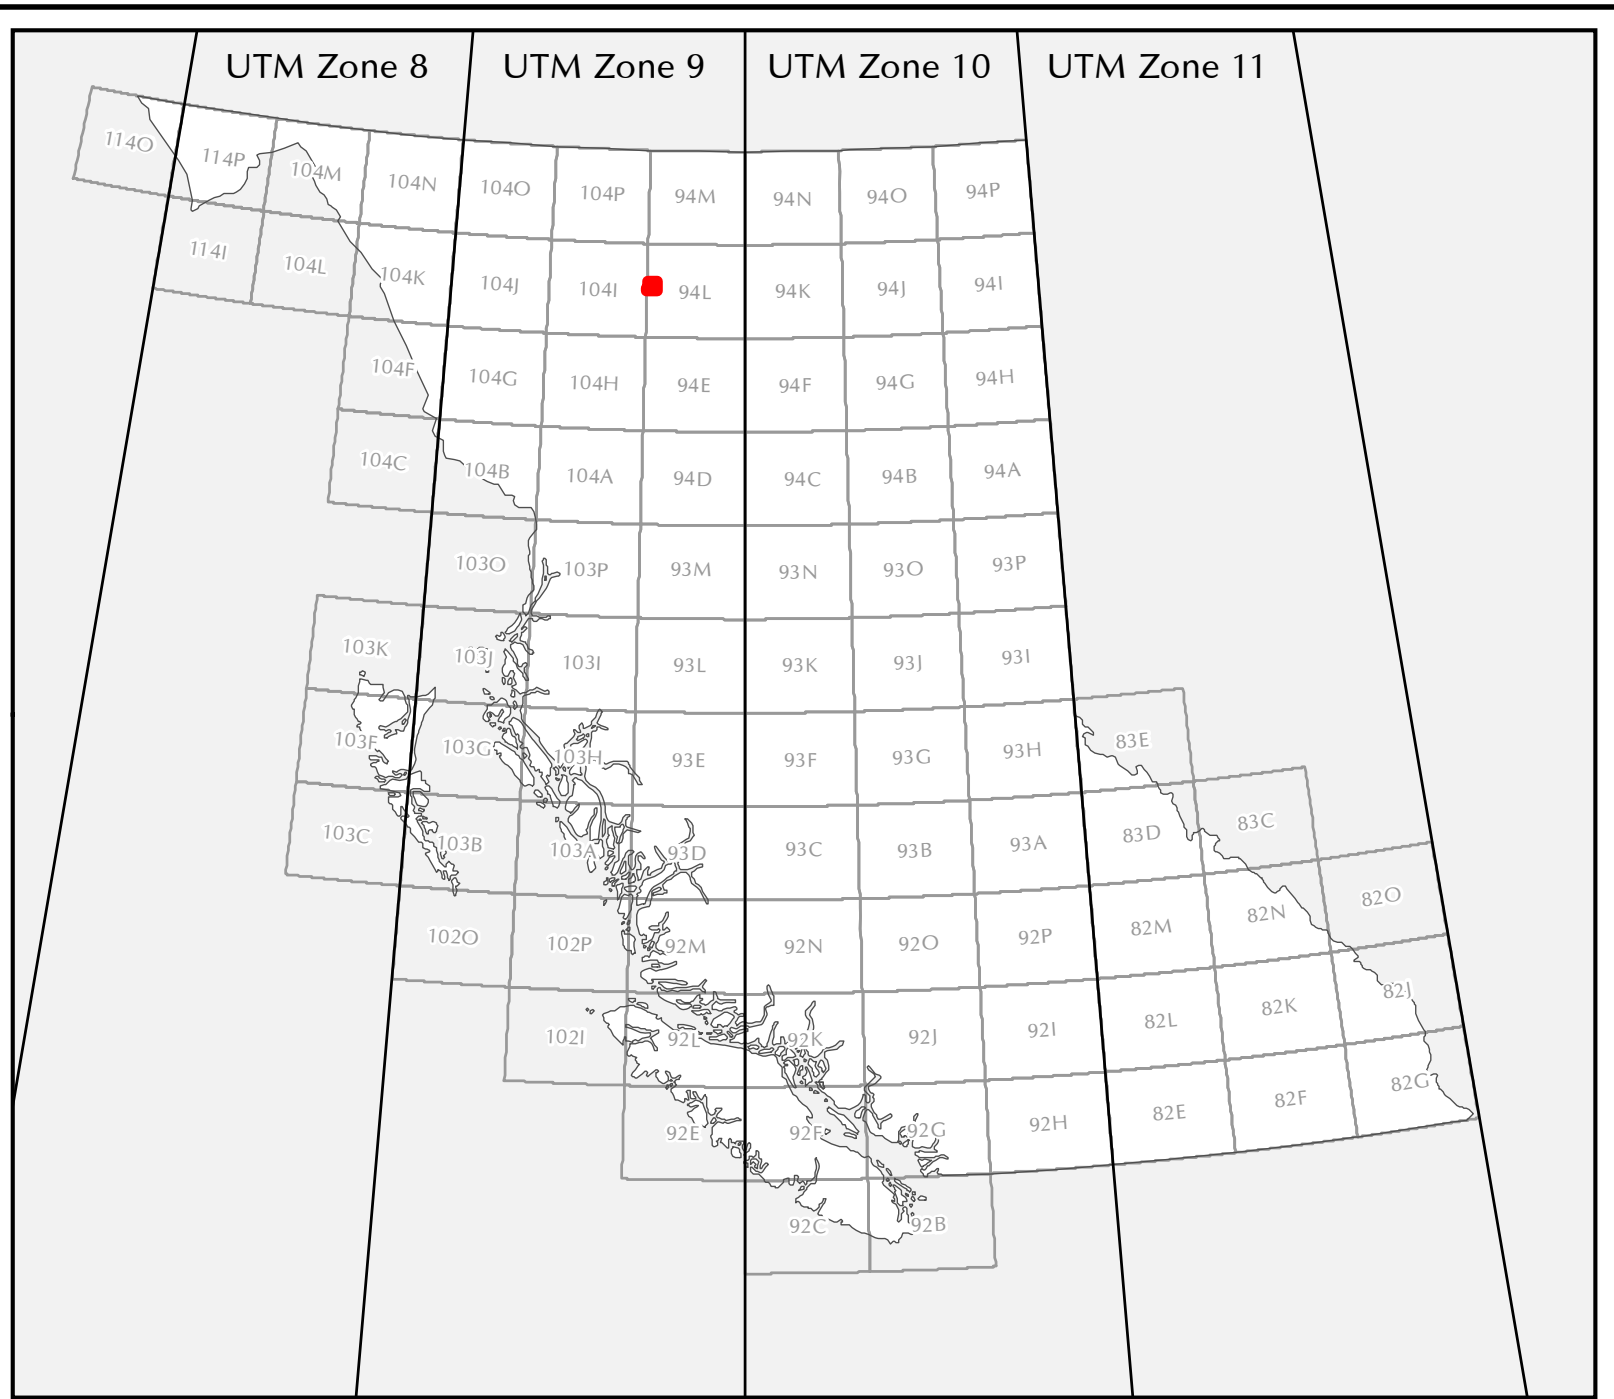 UTM Zone 8 UTM Zone 9 UTM Zone 10 UTM Zone 11
114O 114P 104M 104N 104O 104P 94M 94N 94O 94P
114I 104L 104K 104J 104I 94L 94K 94J 94I
104F 104G 104H 94E 94F 94G 94H
104C 104B 104A 94D 94C 94B 94A
103O 103P 93M 93N 93O 93P
103K 103J 103I 93L 93K 93J 93I
103F 103G 103H 93E 93F 93G 93H 83E
103C 103B 103A 93D 93C 93B 93A 83D 83C
102O 102P 92M 92N 92O 92P 82M 82N 82O
102I 92L 92K 92J 92I 82L 82K 82J
92E 92F 92G 92H 82E 82F 82G
92C 92B